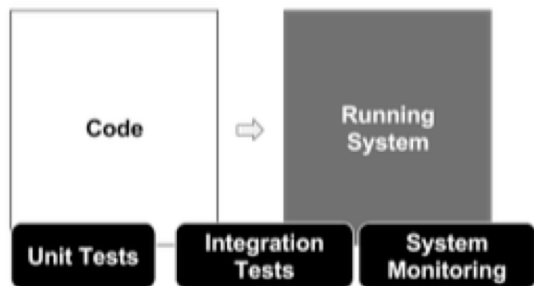 Code
Running
System
Unit Tests
Integration
Tests
System
Monitoring